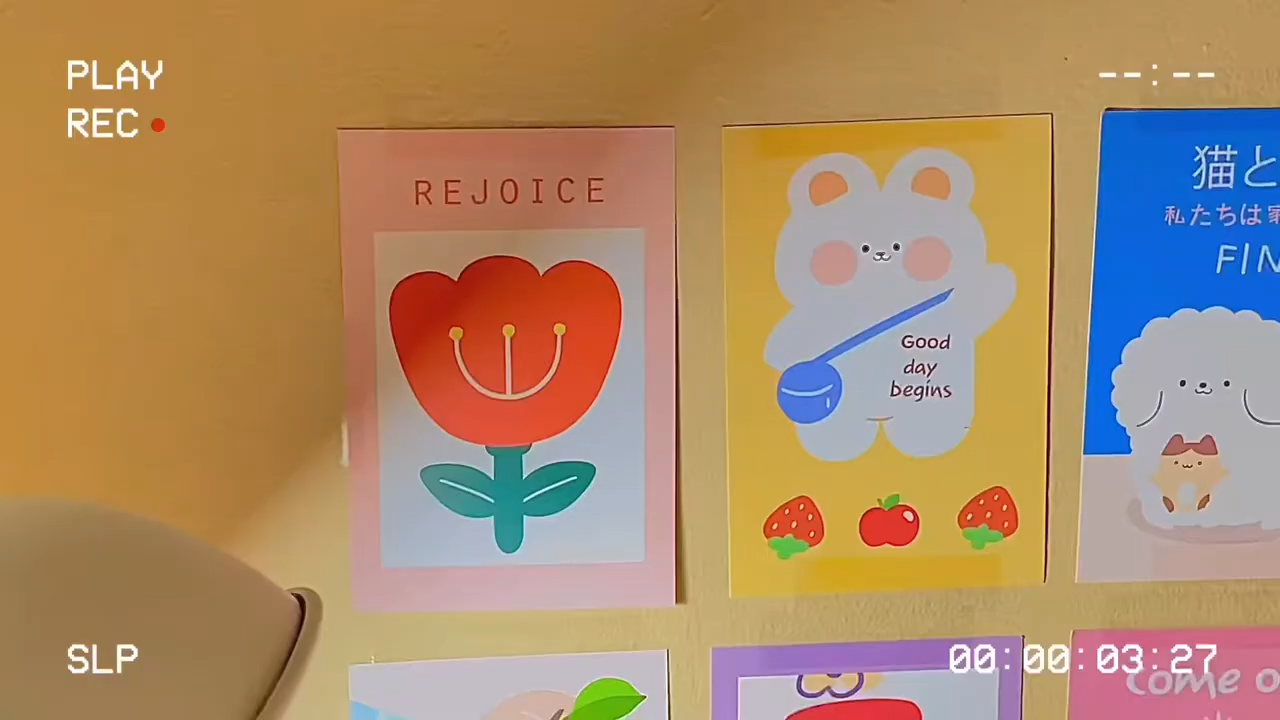 PLAY
REC
--:--
REJOICE
Good
day
begins
猫と
私たちは家
FIN
SLP
00:00:03:27
Come o